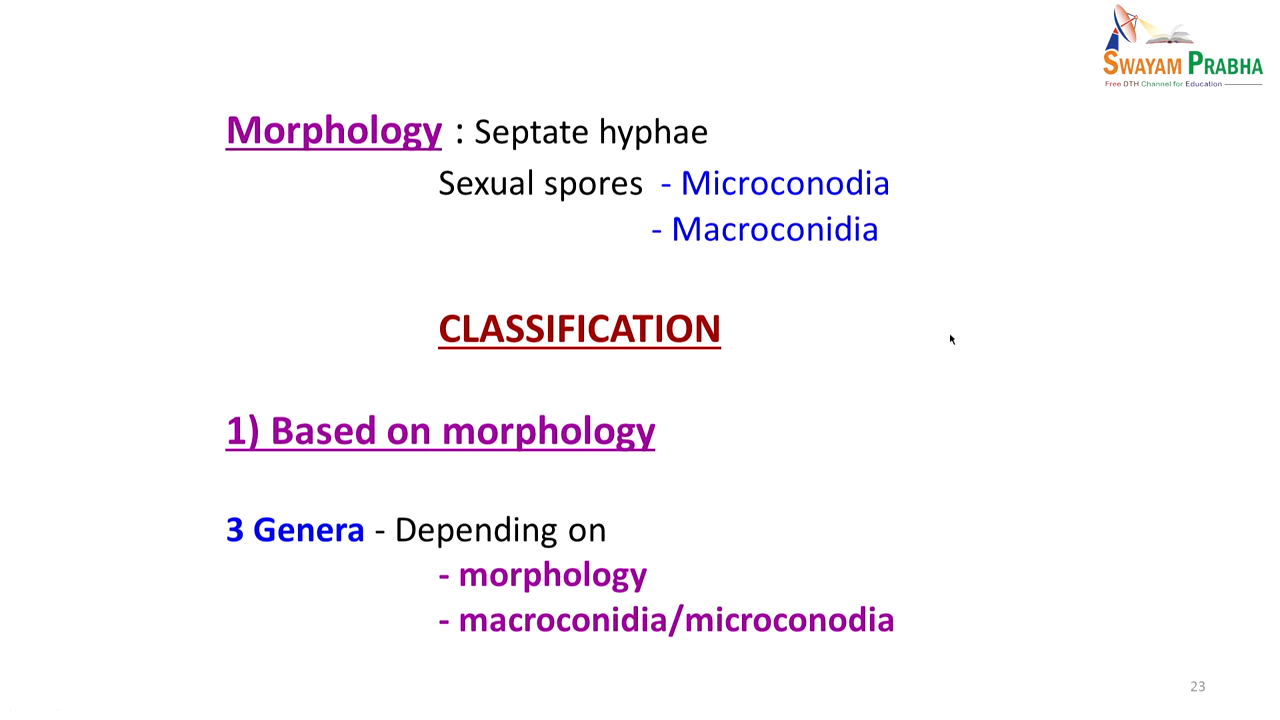 SWAYAM PRABHA
Free DTH Channel for Education
Morphology : Septate hyphae
Sexual spores - Microconodia
- Macroconidia
CLASSIFICATION
1) Based on morphology
3 Genera - Depending on
- morphology
- macroconidia/microconodia
23